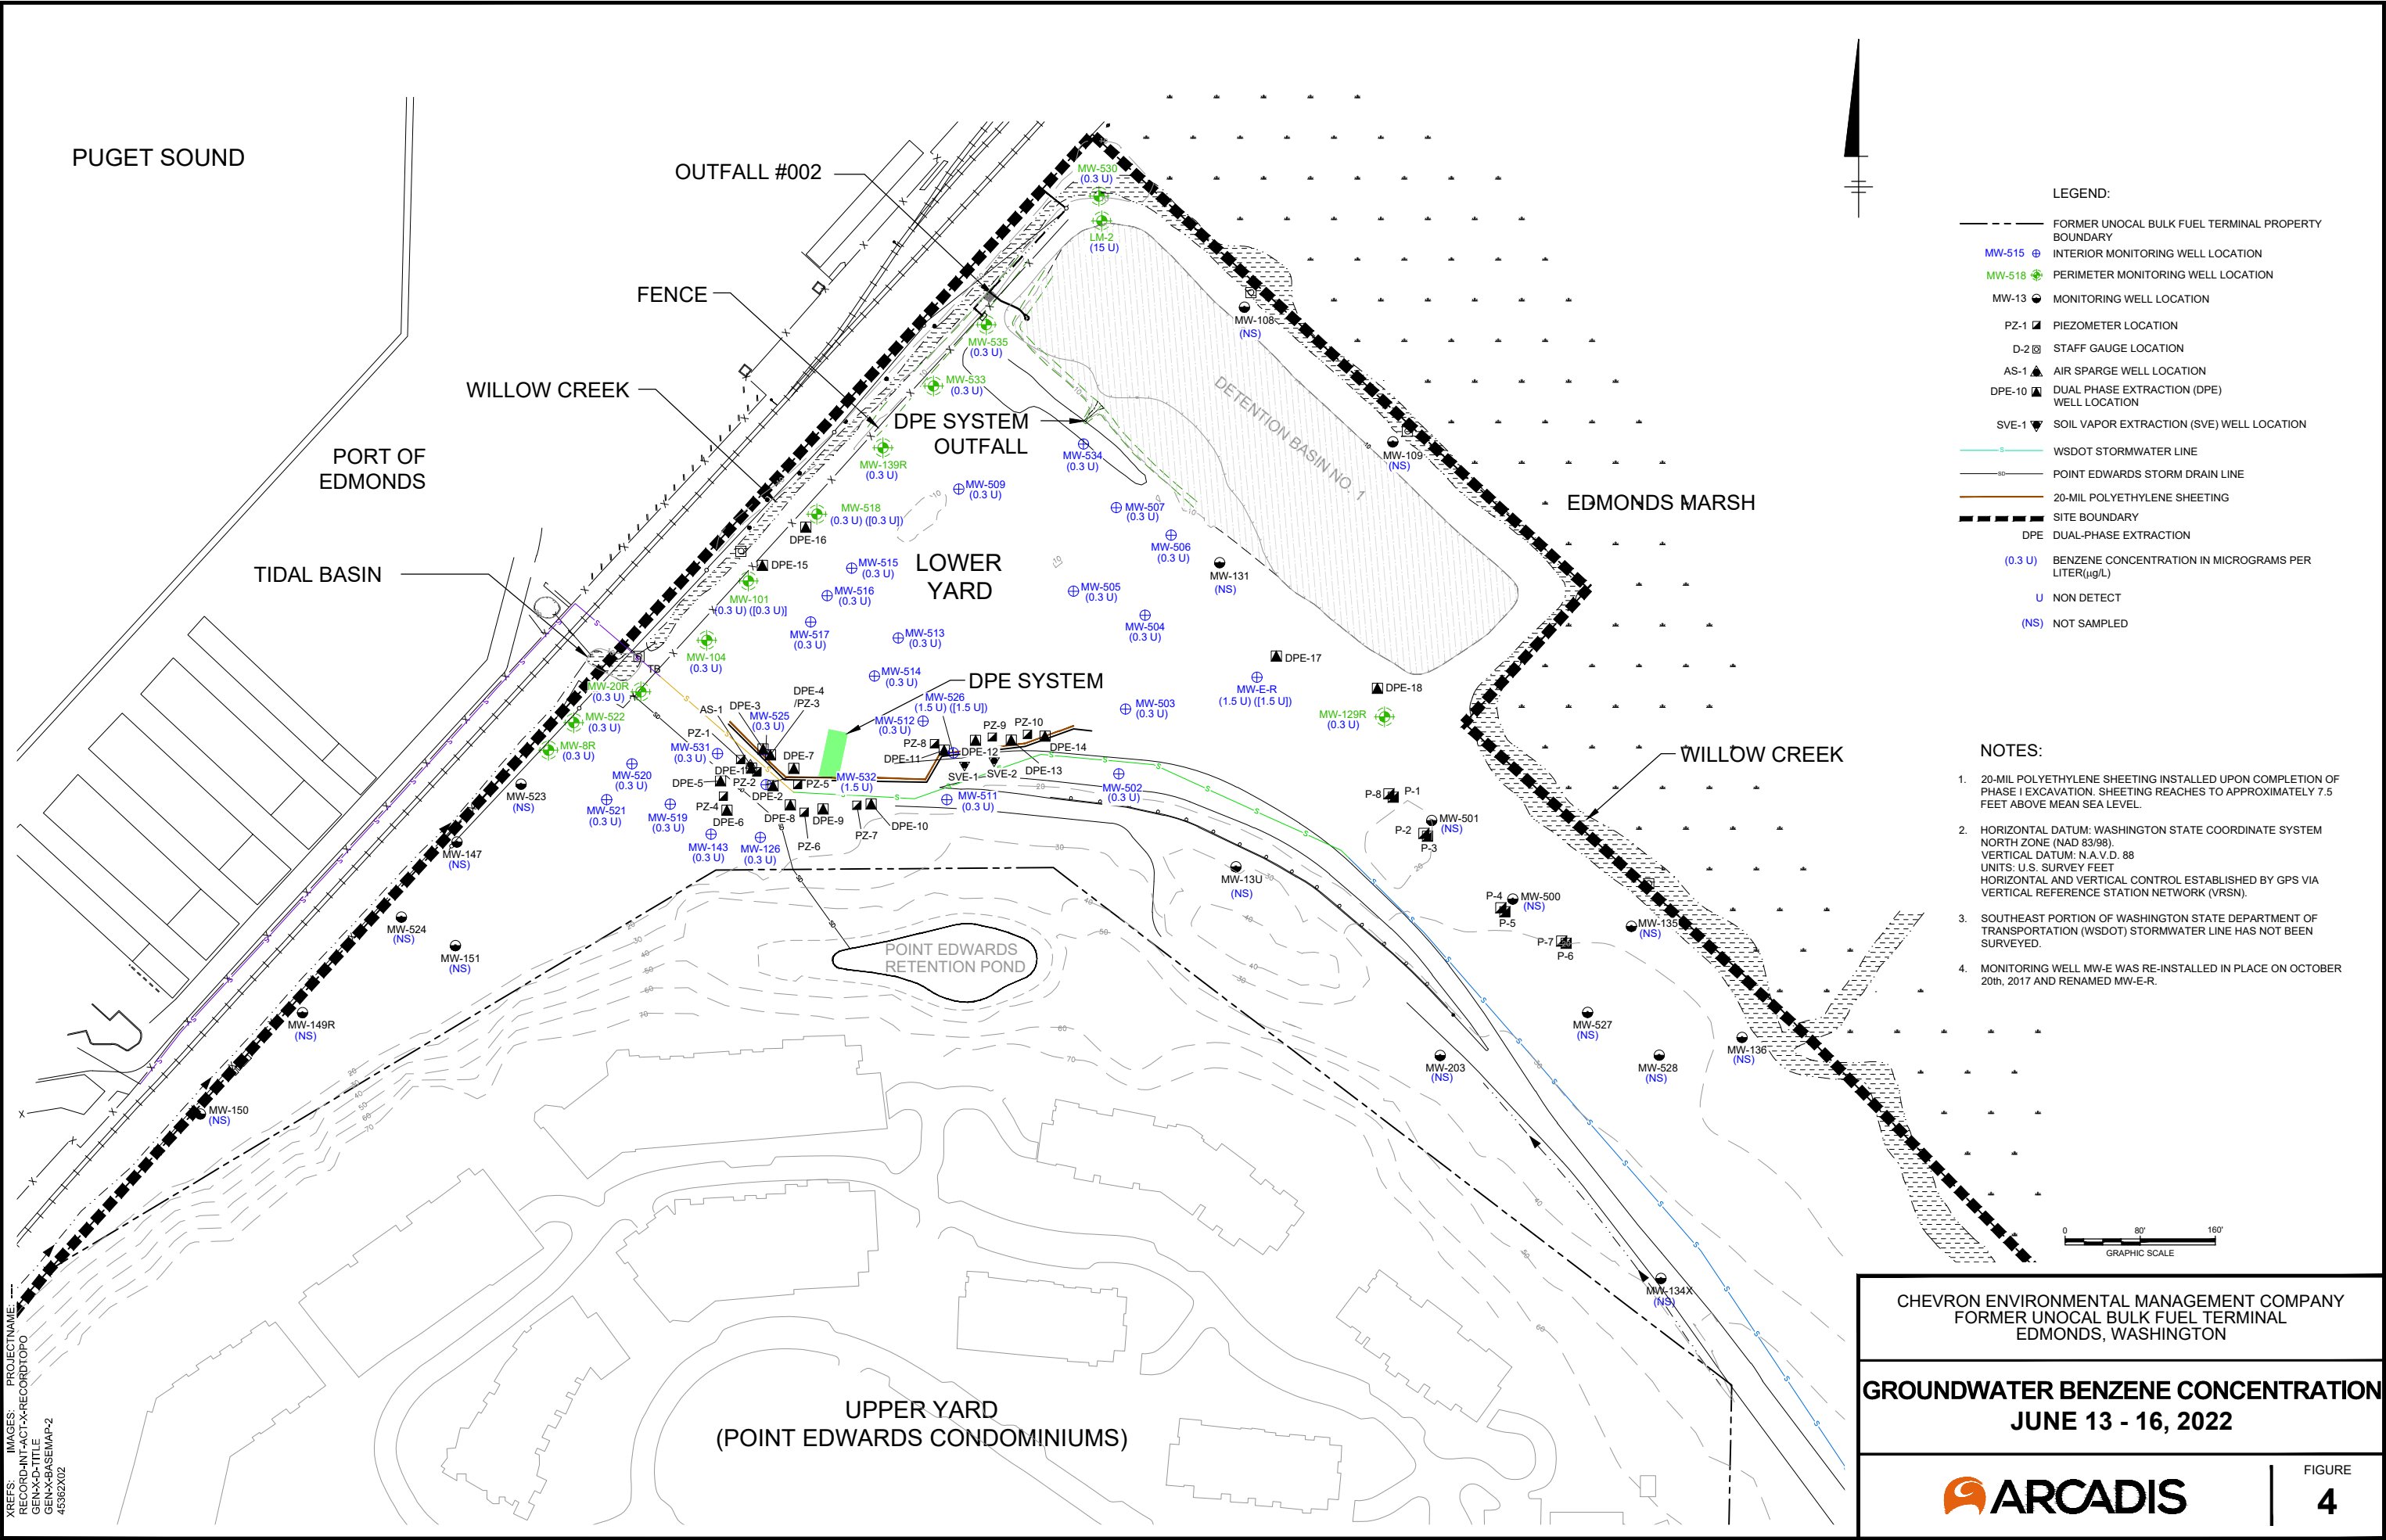 PUGET SOUND
OUTFALL #002
FENCE
WILLOW CREEK
PORT OF
EDMONDS
TIDAL BASIN
DPE SYSTEM
OUTFALL
LOWER
YARD
DPE SYSTEM
DETENTION BASIN NO. 1
EDMONDS MARSH
WILLOW CREEK
POINT EDWARDS
RETENTION POND
UPPER YARD
(POINT EDWARDS CONDOMINIUMS)
MW-530
(0.3 U)
LM-2
(15 U)
MW-535
(0.3 U)
MW-533
(0.3 U)
MW-139R
(0.3 U)
MW-534
(0.3 U)
MW-509
(0.3 U)
MW-518
(0.3 U) ([0.3 U])
DPE-16
MW-507
(0.3 U)
MW-506
(0.3 U)
MW-108
(NS)
MW-109
(NS)
MW-131
(NS)
DPE-15
MW-515
(0.3 U)
MW-101
(0.3 U) ([0.3 U)]
MW-516
(0.3 U)
MW-505
(0.3 U)
MW-517
(0.3 U)
MW-513
(0.3 U)
MW-504
(0.3 U)
MW-104
(0.3 U)
TB
MW-514
(0.3 U)
DPE-17
MW-E-R
(1.5 U) ([1.5 U])
DPE-18
MW-129R
(0.3 U)
MW-20R
(0.3 U)
MW-522
(0.3 U)
MW-8R
(0.3 U)
AS-1
DPE-3
DPE-4
/PZ-3
MW-525
(0.3 U)
MW-526
(1.5 U) ([1.5 U])
MW-512
(0.3 U)
MW-503
(0.3 U)
PZ-1
MW-531
(0.3 U)
PZ-8
PZ-9
PZ-10
DPE-11
DPE-12
DPE-13
DPE-14
SVE-1
SVE-2
DPE-7
DPE-1
DPE-5
PZ-2
PZ-5
DPE-2
MW-532
(1.5 U)
MW-511
(0.3 U)
MW-502
(0.3 U)
PZ-4
DPE-6
DPE-8
DPE-9
PZ-6
PZ-7
DPE-10
MW-520
(0.3 U)
MW-521
(0.3 U)
MW-519
(0.3 U)
MW-143
(0.3 U)
MW-126
(0.3 U)
MW-523
(NS)
MW-147
(NS)
MW-524
(NS)
MW-151
(NS)
MW-149R
(NS)
MW-150
(NS)
MW-13U
(NS)
P-8
P-1
MW-501
(NS)
P-2
P-3
P-4
MW-500
(NS)
P-5
P-7
P-6
MW-135
(NS)
MW-527
(NS)
MW-136
(NS)
MW-528
(NS)
MW-203
(NS)
MW-134X
(NS)
LEGEND:
FORMER UNOCAL BULK FUEL TERMINAL PROPERTY
BOUNDARY
MW-515 INTERIOR MONITORING WELL LOCATION
MW-518 PERIMETER MONITORING WELL LOCATION
MW-13 MONITORING WELL LOCATION
PZ-1 PIEZOMETER LOCATION
D-2 STAFF GAUGE LOCATION
AS-1 AIR SPARGE WELL LOCATION
DPE-10 DUAL PHASE EXTRACTION (DPE)
WELL LOCATION
SVE-1 SOIL VAPOR EXTRACTION (SVE) WELL LOCATION
S WSDOT STORMWATER LINE
SD POINT EDWARDS STORM DRAIN LINE
20-MIL POLYETHYLENE SHEETING
SITE BOUNDARY
DPE DUAL-PHASE EXTRACTION
(0.3 U) BENZENE CONCENTRATION IN MICROGRAMS PER
LITER(µg/L)
U NON DETECT
(NS) NOT SAMPLED
NOTES:
1. 20-MIL POLYETHYLENE SHEETING INSTALLED UPON COMPLETION OF
PHASE I EXCAVATION. SHEETING REACHES TO APPROXIMATELY 7.5
FEET ABOVE MEAN SEA LEVEL.
2. HORIZONTAL DATUM: WASHINGTON STATE COORDINATE SYSTEM
NORTH ZONE (NAD 83/98).
VERTICAL DATUM: N.A.V.D. 88
UNITS: U.S. SURVEY FEET
HORIZONTAL AND VERTICAL CONTROL ESTABLISHED BY GPS VIA
VERTICAL REFERENCE STATION NETWORK (VRSN).
3. SOUTHEAST PORTION OF WASHINGTON STATE DEPARTMENT OF
TRANSPORTATION (WSDOT) STORMWATER LINE HAS NOT BEEN
SURVEYED.
4. MONITORING WELL MW-E WAS RE-INSTALLED IN PLACE ON OCTOBER
20th, 2017 AND RENAMED MW-E-R.
0 80' 160'
GRAPHIC SCALE
CHEVRON ENVIRONMENTAL MANAGEMENT COMPANY
FORMER UNOCAL BULK FUEL TERMINAL
EDMONDS, WASHINGTON
GROUNDWATER BENZENE CONCENTRATION
JUNE 13 - 16, 2022
ARCADIS
FIGURE
4
XREFS: IMAGES: PROJECTNAME: ----
RECORD-INT-ACT-X-RECORDTOPO
GEN-X-D-TITLE
GEN-X-BASEMAP-2
45362X02